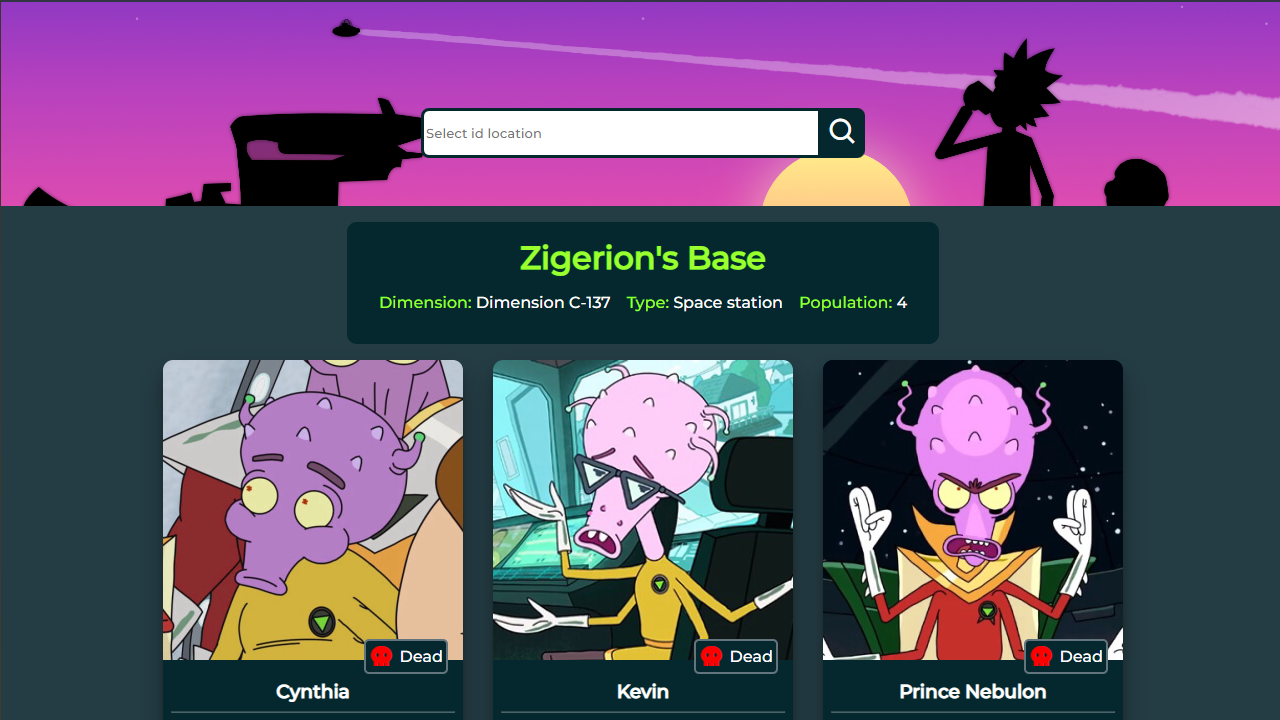 Select id location
Zigerion's Base
Dimension: Dimension C-137 Type: Space station Population: 4
Dead Dead Dead
Cynthia Kevin Prince Nebulon